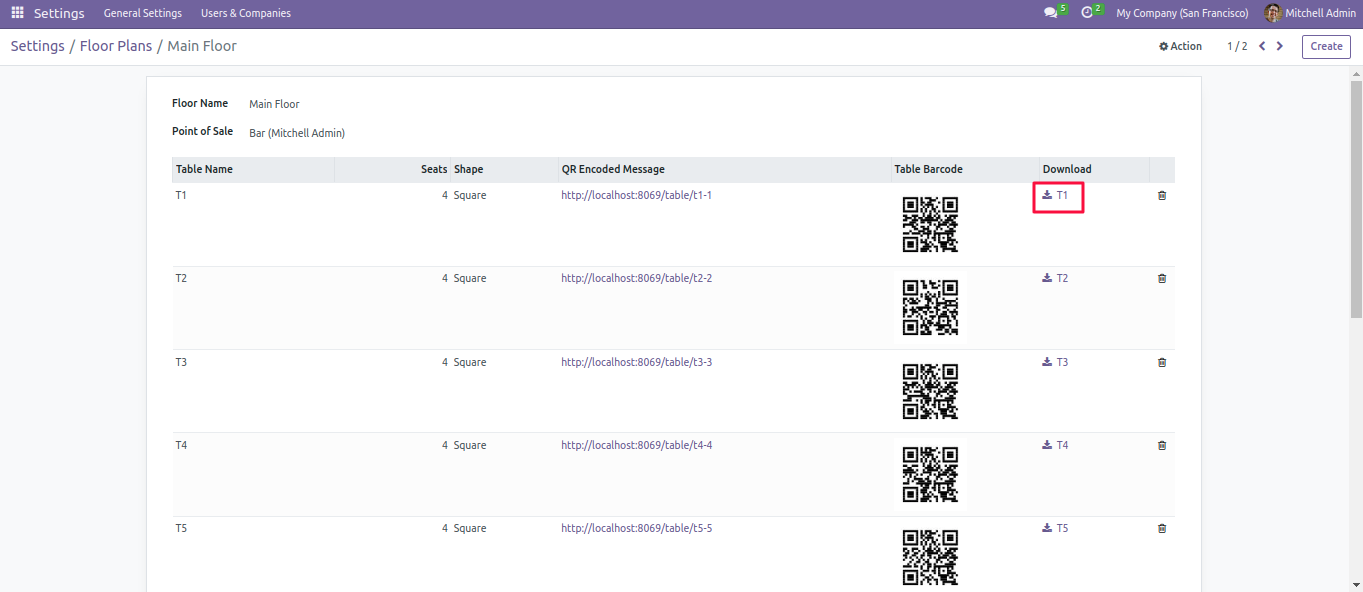 Settings General Settings Users & Companies 5 2 My Company (San Francisco) Mitchell Admin
Settings / Floor Plans / Main Floor Action 1 / 2 Create
Floor Name Main Floor
Point of Sale Bar (Mitchell Admin)
Table Name Seats Shape QR Encoded Message Table Barcode Download
T1 4 Square http://localhost:8069/table/t1-1 T1
T2 4 Square http://localhost:8069/table/t2-2 T2
T3 4 Square http://localhost:8069/table/t3-3 T3
T4 4 Square http://localhost:8069/table/t4-4 T4
T5 4 Square http://localhost:8069/table/t5-5 T5